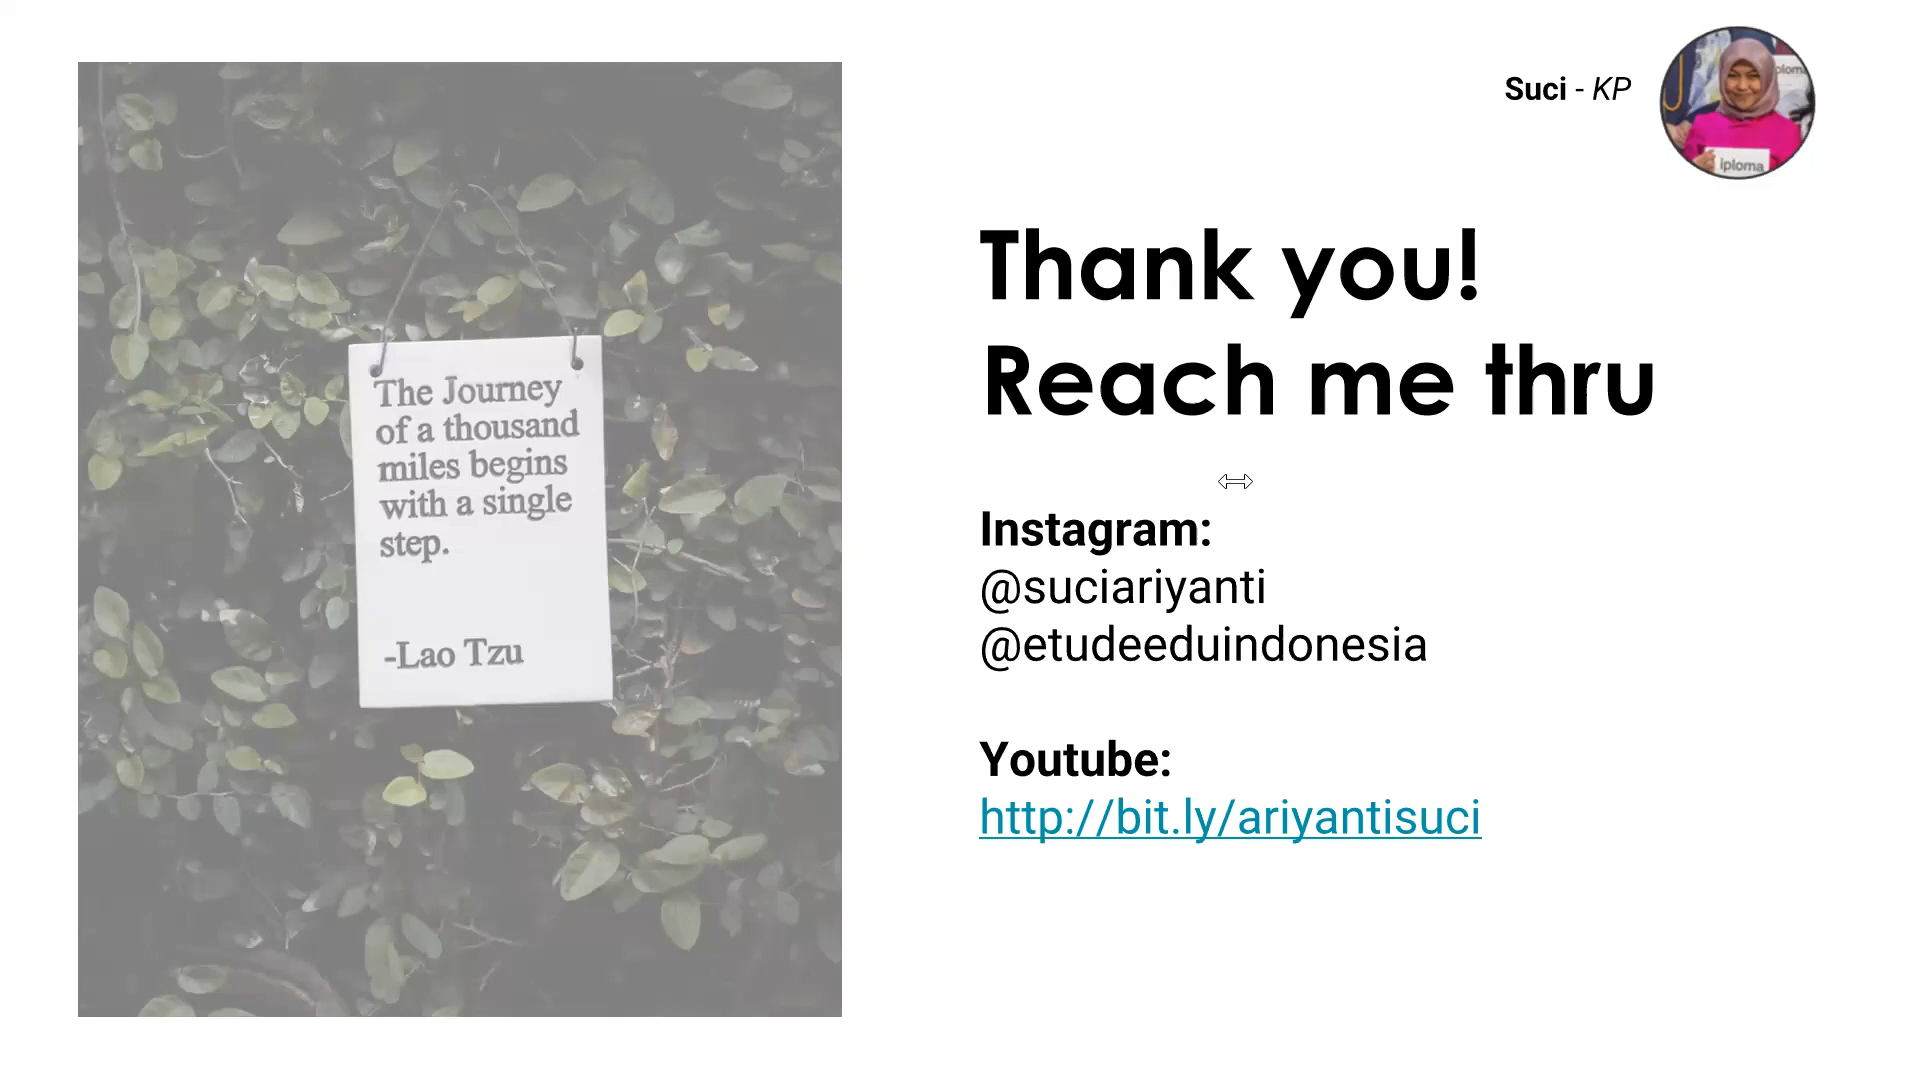 Suci - KP
iploma
Thank you!
Reach me thru
The Journey
of a thousand
miles begins
with a single
step.
-Lao Tzu
Instagram:
@suciariyanti
@etudeeduindonesia
Youtube:
http://bit.ly/ariyantisuci